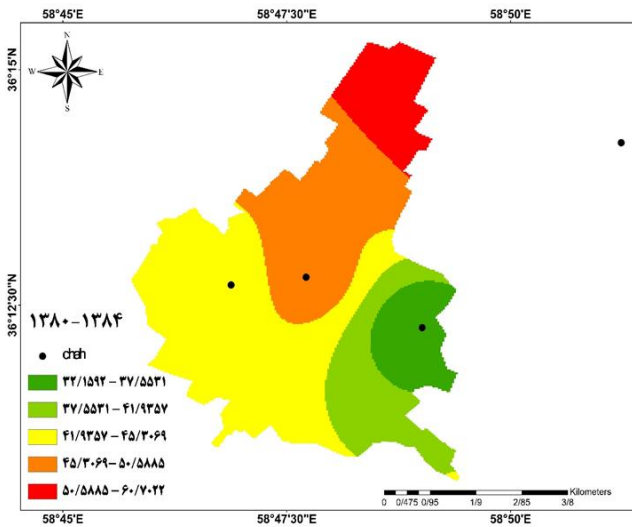 58°45'E 58°47'30"E 58°50'E
36°15'N
N
W E
S
36°12'30"N
۱۳۸۰-۱۳۸۴
chah
۳۲/۱۵۹۲ - ۳۷/۵۵۳۱
۳۷/۵۵۳۱ - ۴۱/۹۳۵۷
۴۱/۹۳۵۷ - ۴۵/۳۰۶۹
۴۵/۳۰۶۹ - ۵۰/۵۸۸۵
۵۰/۵۸۸۵ - ۶۰/۷۰۲۲
Kilometers
0 0/475 0/95 1/9 2/85 3/8
58°45'E 58°47'30"E 58°50'E